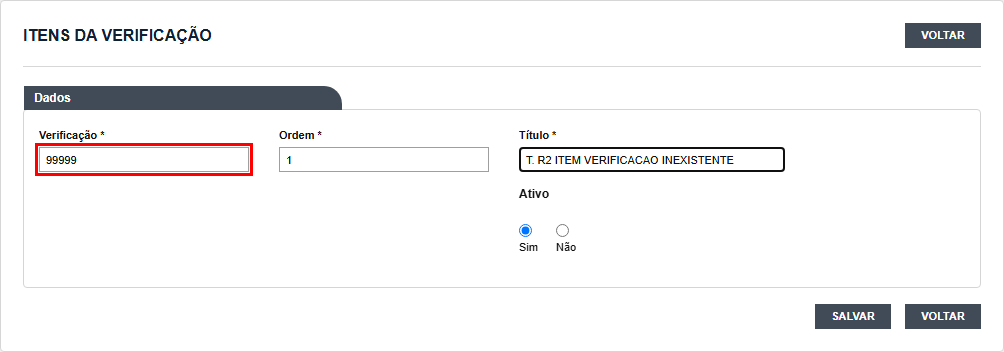 ITENS DA VERIFICAÇÃO
VOLTAR
Dados
Verificação *
Ordem *
Título *
99999
1
T. R2 ITEM VERIFICACAO INEXISTENTE
Ativo
Sim
Não
SALVAR
VOLTAR